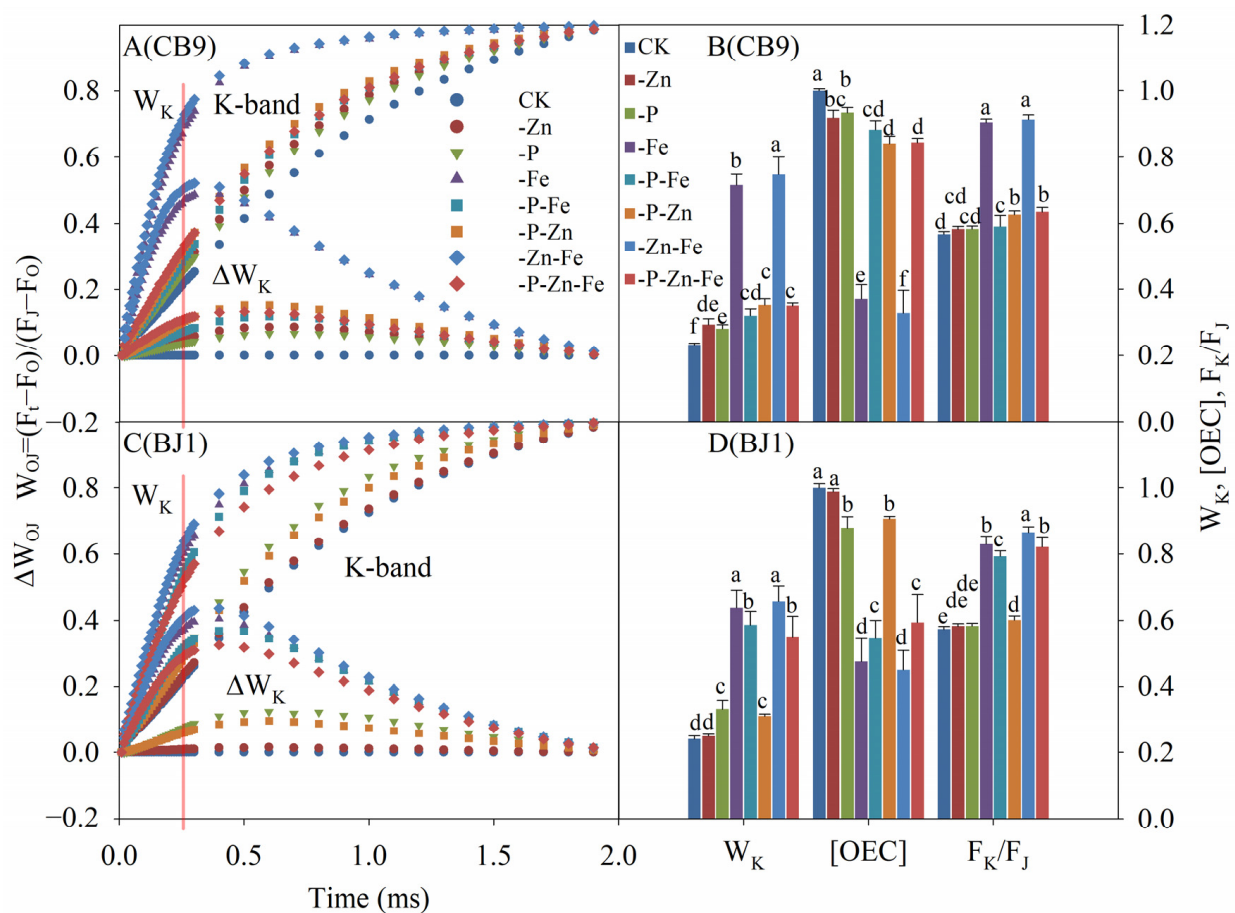 A(CB9)
W_K
K-band
ΔW_K
CK
-Zn
-P
-Fe
-P-Fe
-P-Zn
-Zn-Fe
-P-Zn-Fe
0.8
0.6
0.4
0.2
0.0
−0.2
B(CB9)
CK
-Zn
-P
-Fe
-P-Fe
-P-Zn
-Zn-Fe
-P-Zn-Fe
f de e b cd c a c
a bc b e cd d f d
d cd cd a c b a b
1.2
1.0
0.8
0.6
0.4
0.2
0.0
ΔW_OJ W_OJ=(F_t−F_O)/(F_J−F_O)
W_K, [OEC], F_K/F_J
C(BJ1)
W_K
K-band
ΔW_K
0.8
0.6
0.4
0.2
0.0
−0.2
D(BJ1)
d d c a b c a b
a a b d c b d c
e de de b c d a b
1.0
0.8
0.6
0.4
0.2
0.0
0.0 0.5 1.0 1.5 2.0
Time (ms)
W_K [OEC] F_K/F_J